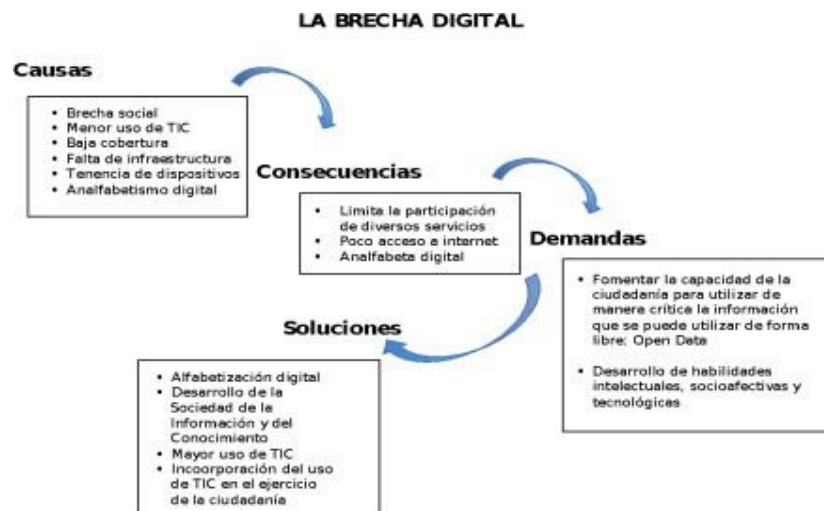 LA BRECHA DIGITAL
Causas
• Brecha social
• Menor uso de TIC
• Baja cobertura
• Falta de infraestructura
• Tenencia de dispositivos
• Analfabetismo digital
Consecuencias
• Limita la participación
de diversos servicios
• Poco acceso a internet
• Analfabeta digital
Demandas
• Fomentar la capacidad de la
ciudadanía para utilizar de
manera crítica la información
que se puede utilizar de forma
libre: Open Data
• Desarrollo de habilidades
intelectuales, socioafectivas y
tecnológicas
Soluciones
• Alfabetización digital
• Desarrollo de la
Sociedad de la
Información y del
Conocimiento
• Mayor uso de TIC
• Incoorporación del uso
de TIC en el ejercicio
de la ciudadanía